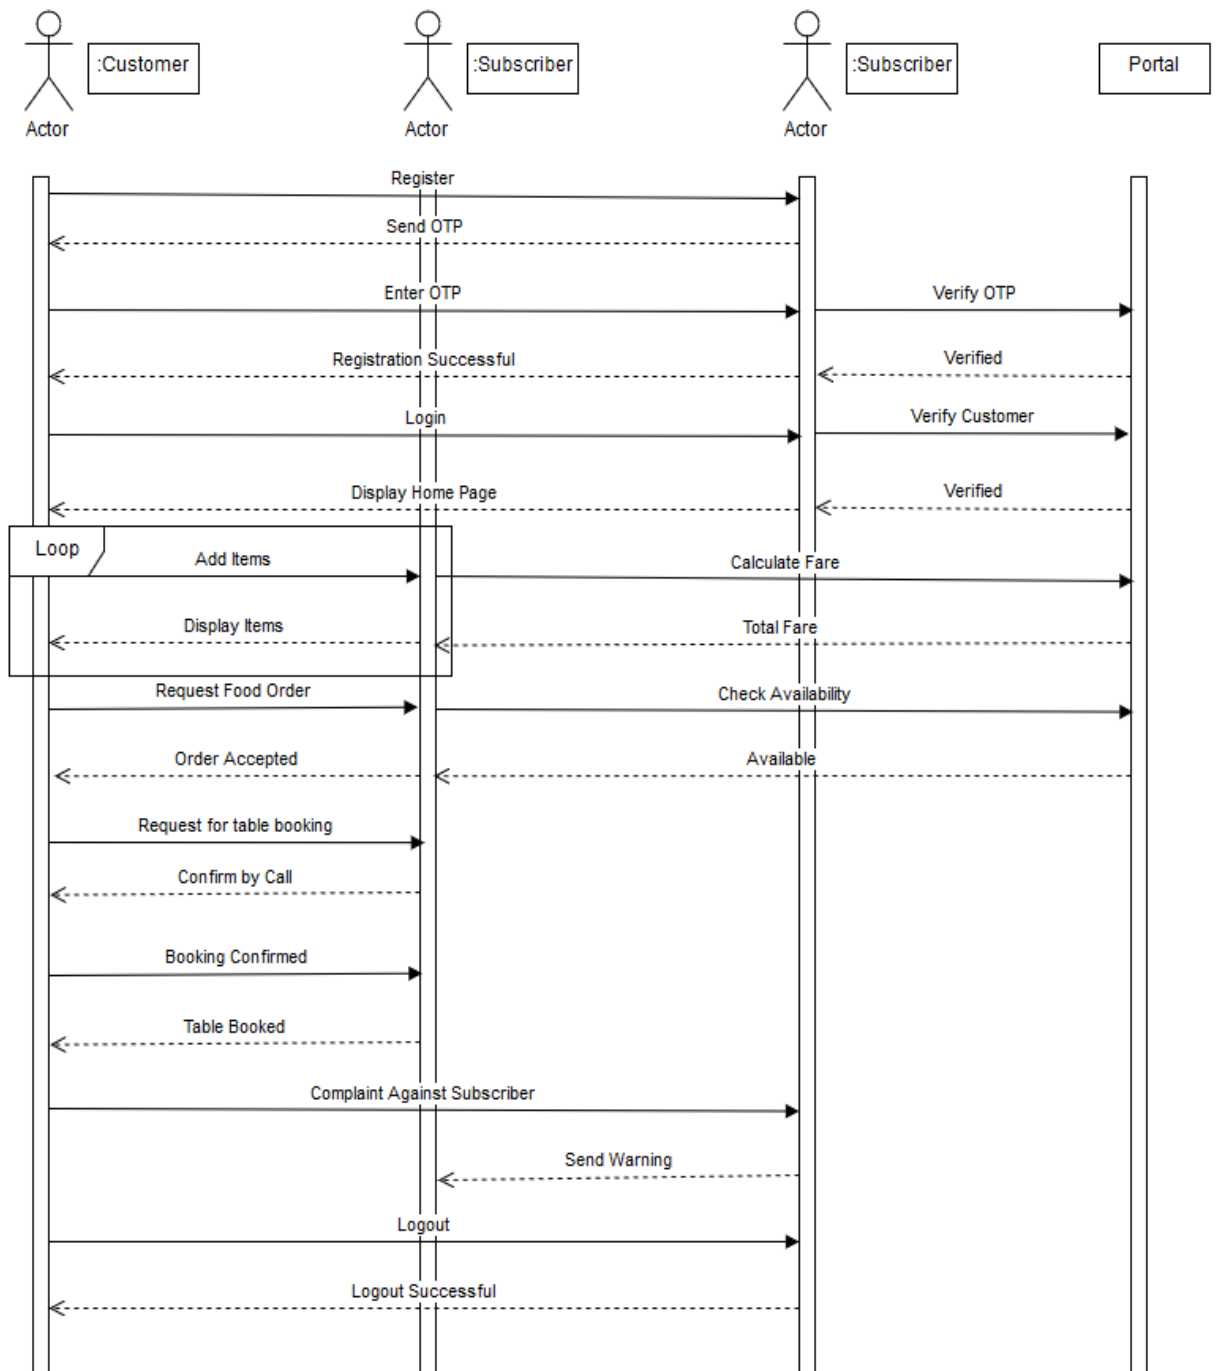 :Customer
:Subscriber
:Subscriber
Portal
Actor
Actor
Actor
Register
Send OTP
Enter OTP
Verify OTP
Registration Successful
Verified
Login
Verify Customer
Display Home Page
Verified
Loop
Add Items
Calculate Fare
Display Items
Total Fare
Request Food Order
Check Availability
Order Accepted
Available
Request for table booking
Confirm by Call
Booking Confirmed
Table Booked
Complaint Against Subscriber
Send Warning
Logout
Logout Successful